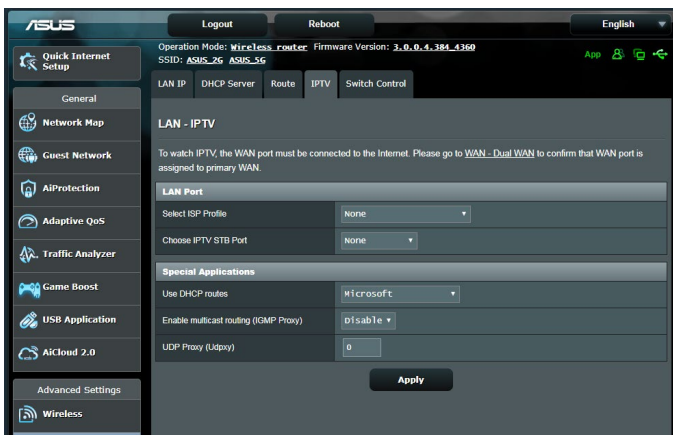 ASUS
Logout
Reboot
English
Quick Internet
Setup
Operation Mode: Wireless router Firmware Version: 3.0.0.4.384_4360
SSID: ASUS_2G ASUS_5G
App
LAN IP
DHCP Server
Route
IPTV
Switch Control
General
Network Map
Guest Network
AiProtection
Adaptive QoS
Traffic Analyzer
Game Boost
USB Application
AiCloud 2.0
Advanced Settings
Wireless
LAN - IPTV
To watch IPTV, the WAN port must be connected to the Internet. Please go to WAN - Dual WAN to confirm that WAN port is
assigned to primary WAN.
LAN Port
Select ISP Profile
None
Choose IPTV STB Port
None
Special Applications
Use DHCP routes
Microsoft
Enable multicast routing (IGMP Proxy)
Disable
UDP Proxy (Udpxy)
0
Apply